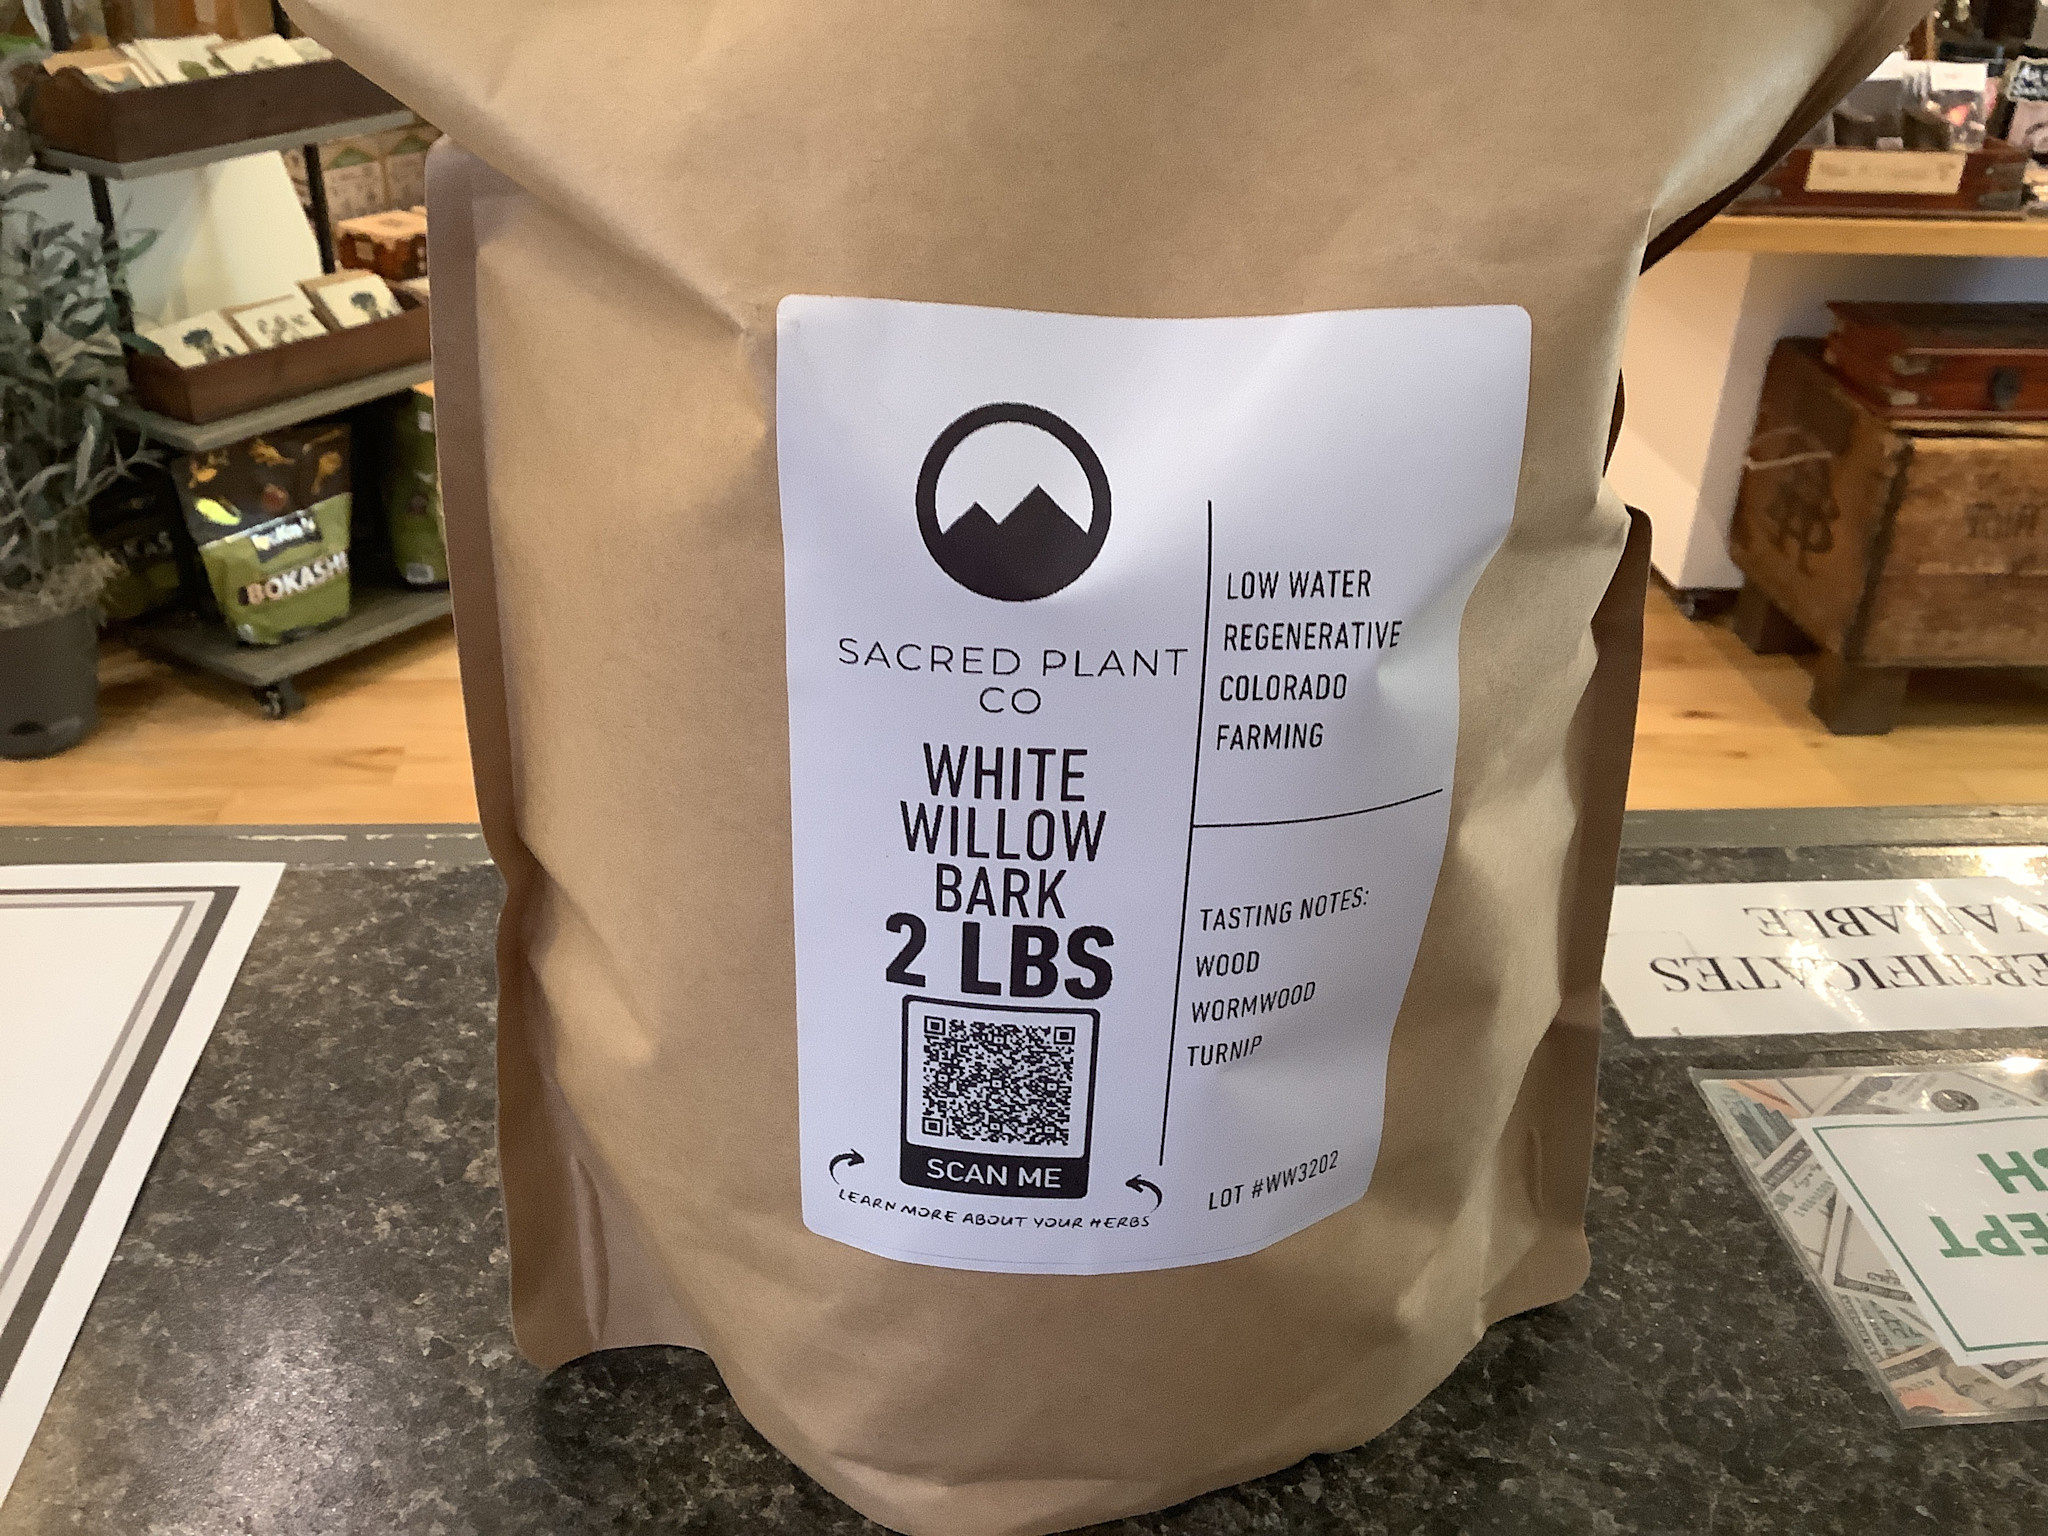 SACRED PLANT
CO
WHITE
WILLOW
BARK
2 LBS
SCAN ME
LEARN MORE ABOUT YOUR HERBS
LOW WATER
REGENERATIVE
COLORADO
FARMING
TASTING NOTES:
WOOD
WORMWOOD
TURNIP
LOT #WW3202
BOKASHI